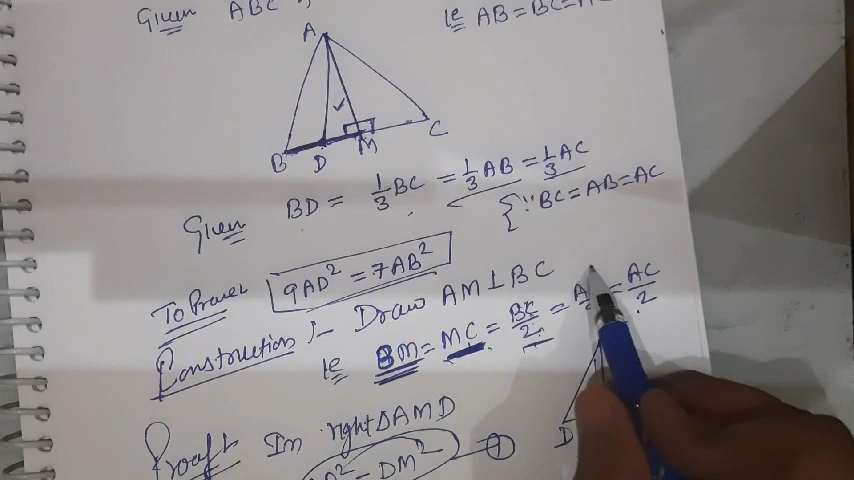 Given ABC
ie AB=BC=AC
A
B D M C
Given BD = 1/3 BC = 1/3 AB = 1/3 AC
{∵ BC = AB = AC
To Prove: 9AD² = 7AB²
Construction :- Draw AM ⊥ BC
ie BM = MC = BC/2 = = AC/2
Proof: In right ΔAMD
D² - DM² — ①
D